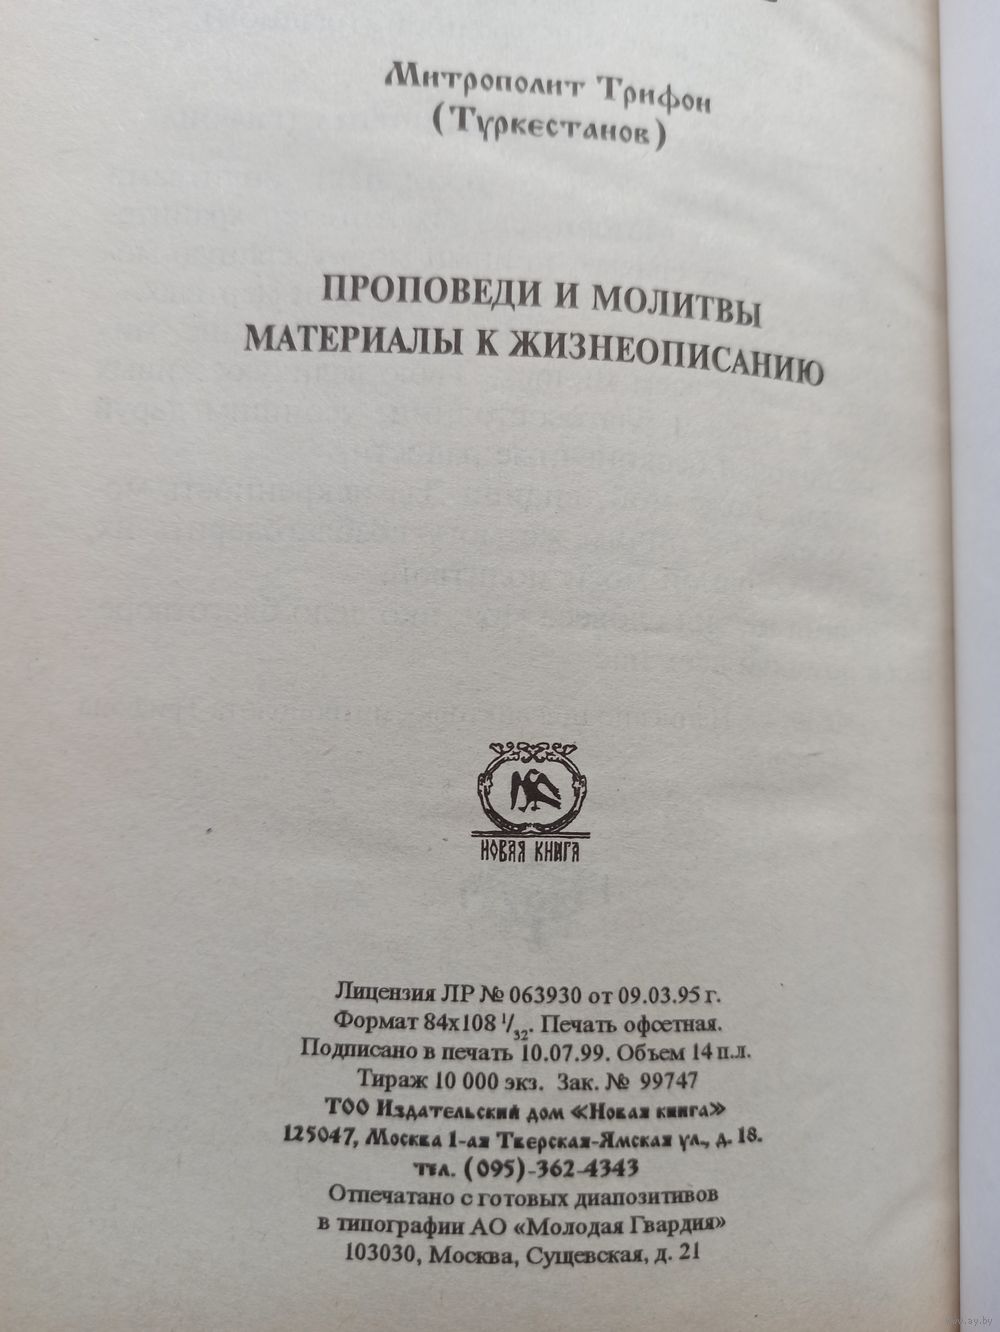 Митрополит Трифон
(Туркестанов)
ПРОПОВЕДИ И МОЛИТВЫ
МАТЕРИАЛЫ К ЖИЗНЕОПИСАНИЮ
НОВАЯ КНИГА
Лицензия ЛР № 063930 от 09.03.95 г.
Формат 84х108 1/32. Печать офсетная.
Подписано в печать 10.07.99. Объем 14 п.л.
Тираж 10 000 экз. Зак. № 99747
ТОО Издательский дом «Новая книга»
125047, Москва 1-ая Тверская-Ямская ул., д. 18.
тел. (095)-362-4343
Отпечатано с готовых диапозитивов
в типографии АО «Молодая Гвардия»
103030, Москва, Сущевская, д. 21
www.ay.by